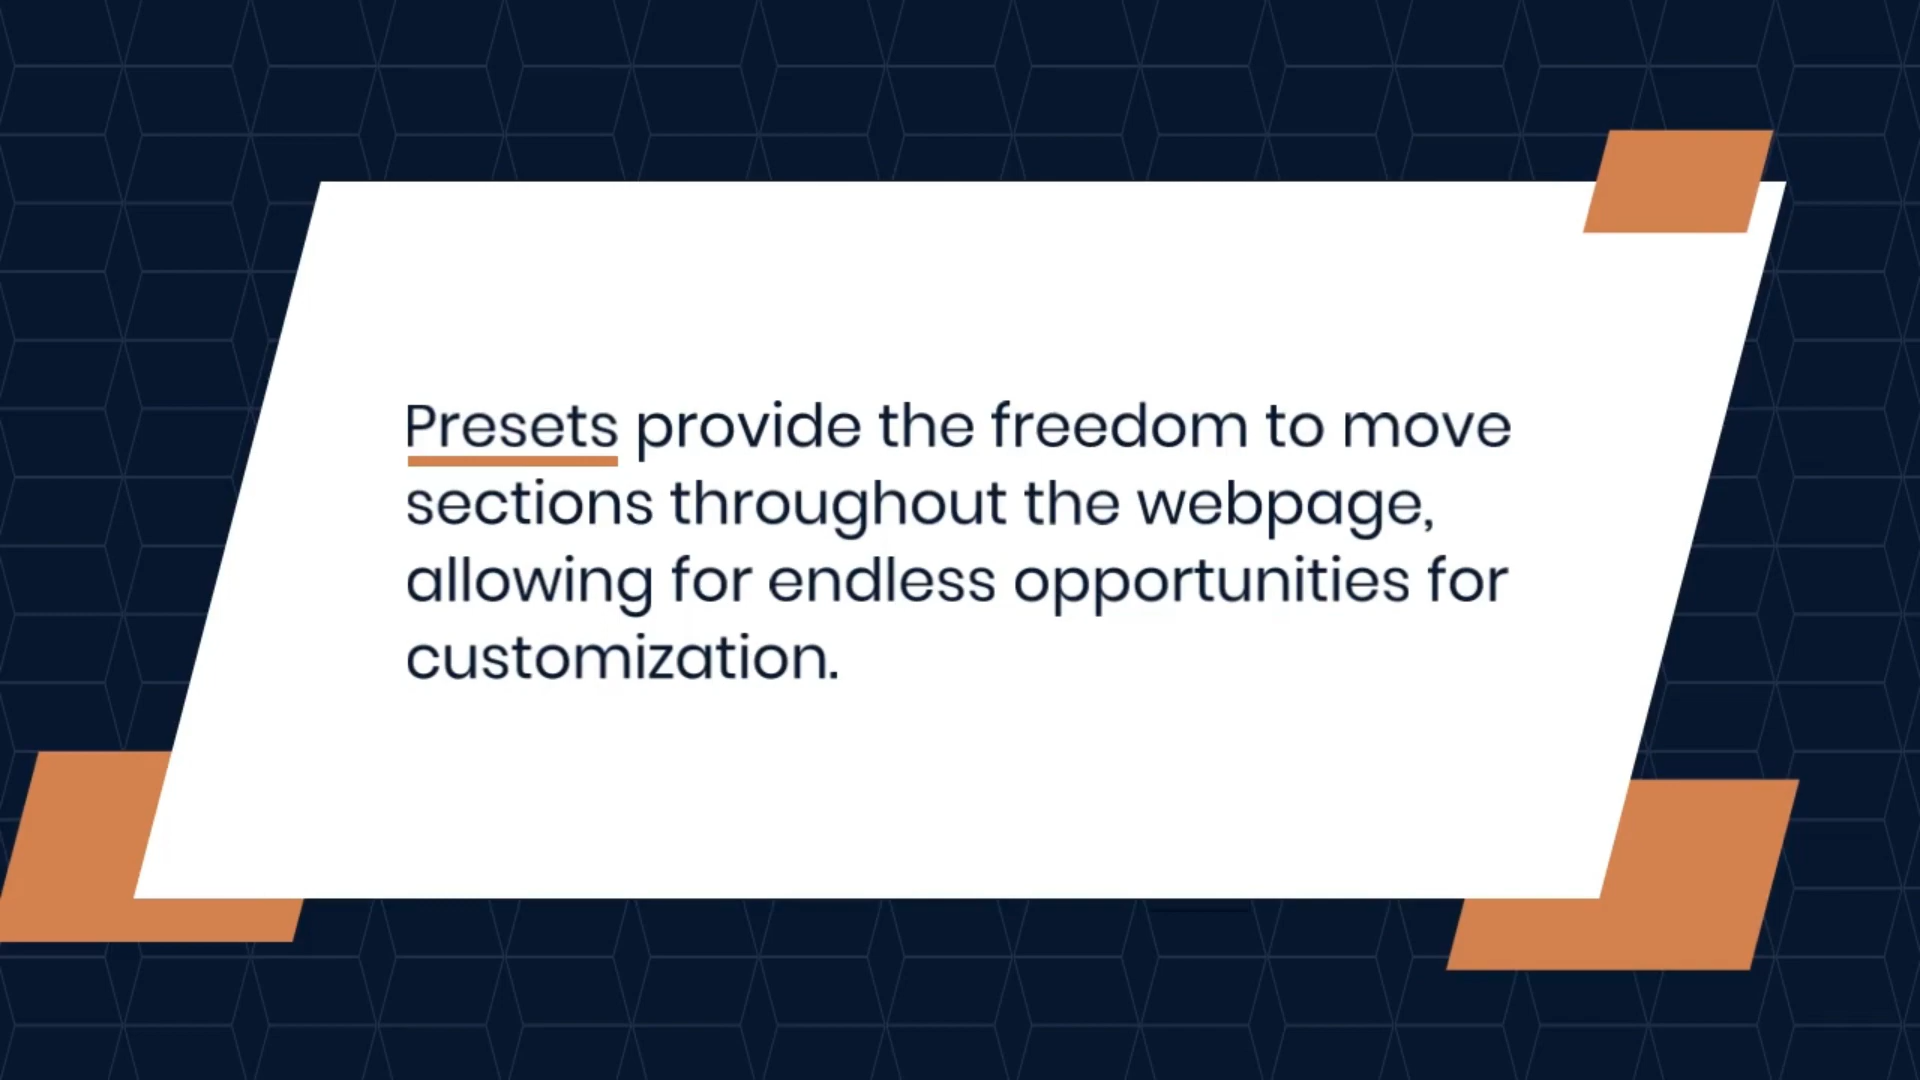 Presets provide the freedom to move
sections throughout the webpage,
allowing for endless opportunities for
customization.